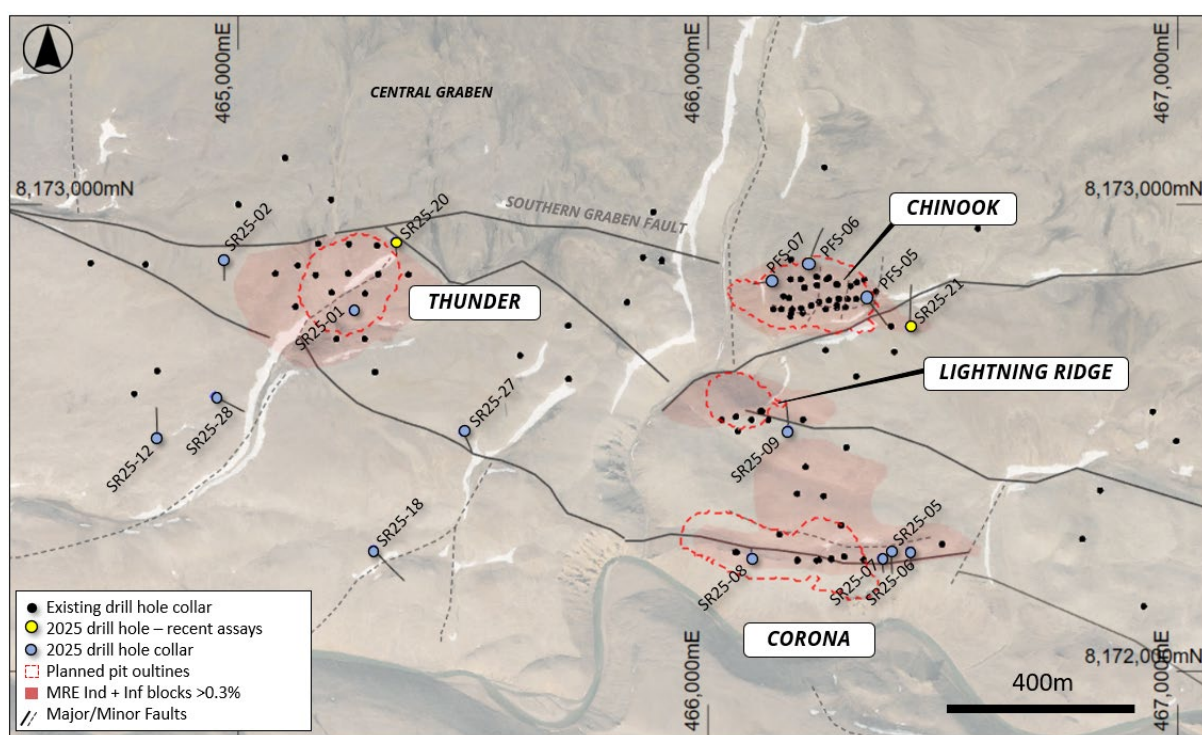 465,000mE
466,000mE
467,000mE
CENTRAL GRABEN
8,173,000mN
8,173,000mN
SR25-02
SR25-20
SOUTHERN GRABEN FAULT
CHINOOK
PFS-07
PFS-06
PFS-05
THUNDER
SR25-01
SR25-21
LIGHTNING RIDGE
SR25-27
SR25-28
SR25-12
SR25-09
SR25-18
SR25-05
SR25-08
SR25-07
SR25-06
CORONA
Existing drill hole collar
2025 drill hole – recent assays
2025 drill hole collar
Planned pit oultines
MRE Ind + Inf blocks >0.3%
Major/Minor Faults
465,000mE
466,000mE
467,000mE
8,172,000mN
400m